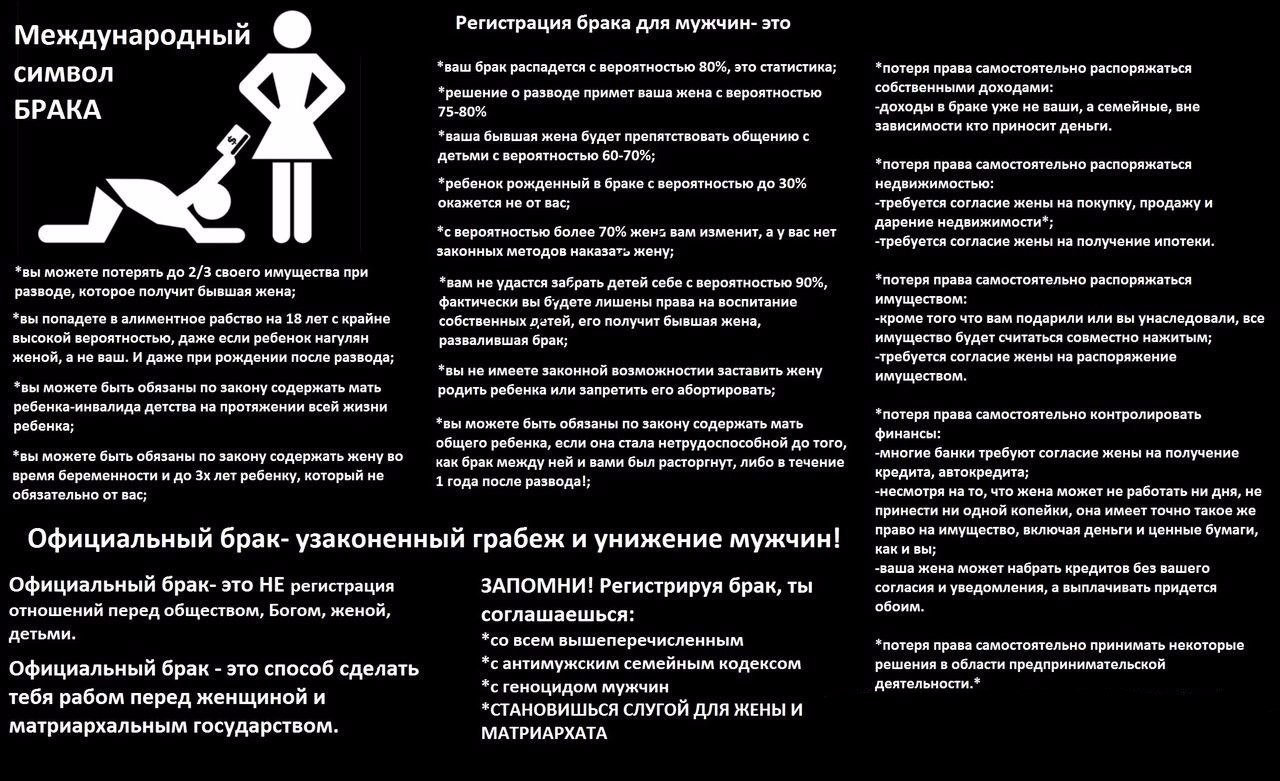 Международный
символ
БРАКА
$
*вы можете потерять до 2/3 своего имущества при
разводе, которое получит бывшая жена;
*вы попадете в алиментное рабство на 18 лет с крайне
высокой вероятностью, даже если ребенок нагулян
женой, а не ваш. И даже при рождении после развода;
*вы можете быть обязаны по закону содержать мать
ребенка-инвалида детства на протяжении всей жизни
ребенка;
*вы можете быть обязаны по закону содержать жену во
время беременности и до 3х лет ребенку, который не
обязательно от вас;
Регистрация брака для мужчин- это
*ваш брак распадется с вероятностью 80%, это статистика;
*решение о разводе примет ваша жена с вероятностью
75-80%
*ваша бывшая жена будет препятствовать общению с
детьми с вероятностью 60-70%;
*ребенок рожденный в браке с вероятностью до 30%
окажется не от вас;
*с вероятностью более 70% жена вам изменит, а у вас нет
законных методов наказать жену;
*вам не удастся забрать детей себе с вероятностью 90%,
фактически вы будете лишены права на воспитание
собственных детей, его получит бывшая жена,
развалившая брак;
*вы не имеете законной возможностии заставить жену
родить ребенка или запретить его абортировать;
*вы можете быть обязаны по закону содержать мать
общего ребенка, если она стала нетрудоспособной до того,
как брак между ней и вами был расторгнут, либо в течение
1 года после развода!;
*потеря права самостоятельно распоряжаться
собственными доходами:
-доходы в браке уже не ваши, а семейные, вне
зависимости кто приносит деньги.
*потеря права самостоятельно распоряжаться
недвижимостью:
-требуется согласие жены на покупку, продажу и
дарение недвижимости*;
-требуется согласие жены на получение ипотеки.
*потеря права самостоятельно распоряжаться
имуществом:
-кроме того что вам подарили или вы унаследовали, все
имущество будет считаться совместно нажитым;
-требуется согласие жены на распоряжение
имуществом.
*потеря права самостоятельно контролировать
финансы:
-многие банки требуют согласие жены на получение
кредита, автокредита;
-несмотря на то, что жена может не работать ни дня, не
принести ни одной копейки, она имеет точно такое же
право на имущество, включая деньги и ценные бумаги,
как и вы;
-ваша жена может набрать кредитов без вашего
согласия и уведомления, а выплачивать придется
обоим.
*потеря права самостоятельно принимать некоторые
решения в области предпринимательской
деятельности.*
Официальный брак- узаконенный грабеж и унижение мужчин!
Официальный брак- это НЕ регистрация
отношений перед обществом, Богом, женой,
детьми.
Официальный брак - это способ сделать
тебя рабом перед женщиной и
матриархальным государством.
ЗАПОМНИ! Регистрируя брак, ты
соглашаешься:
*со всем вышеперечисленным
*с антимужским семейным кодексом
*с геноцидом мужчин
*СТАНОВИШЬСЯ СЛУГОЙ ДЛЯ ЖЕНЫ И
МАТРИАРХАТА